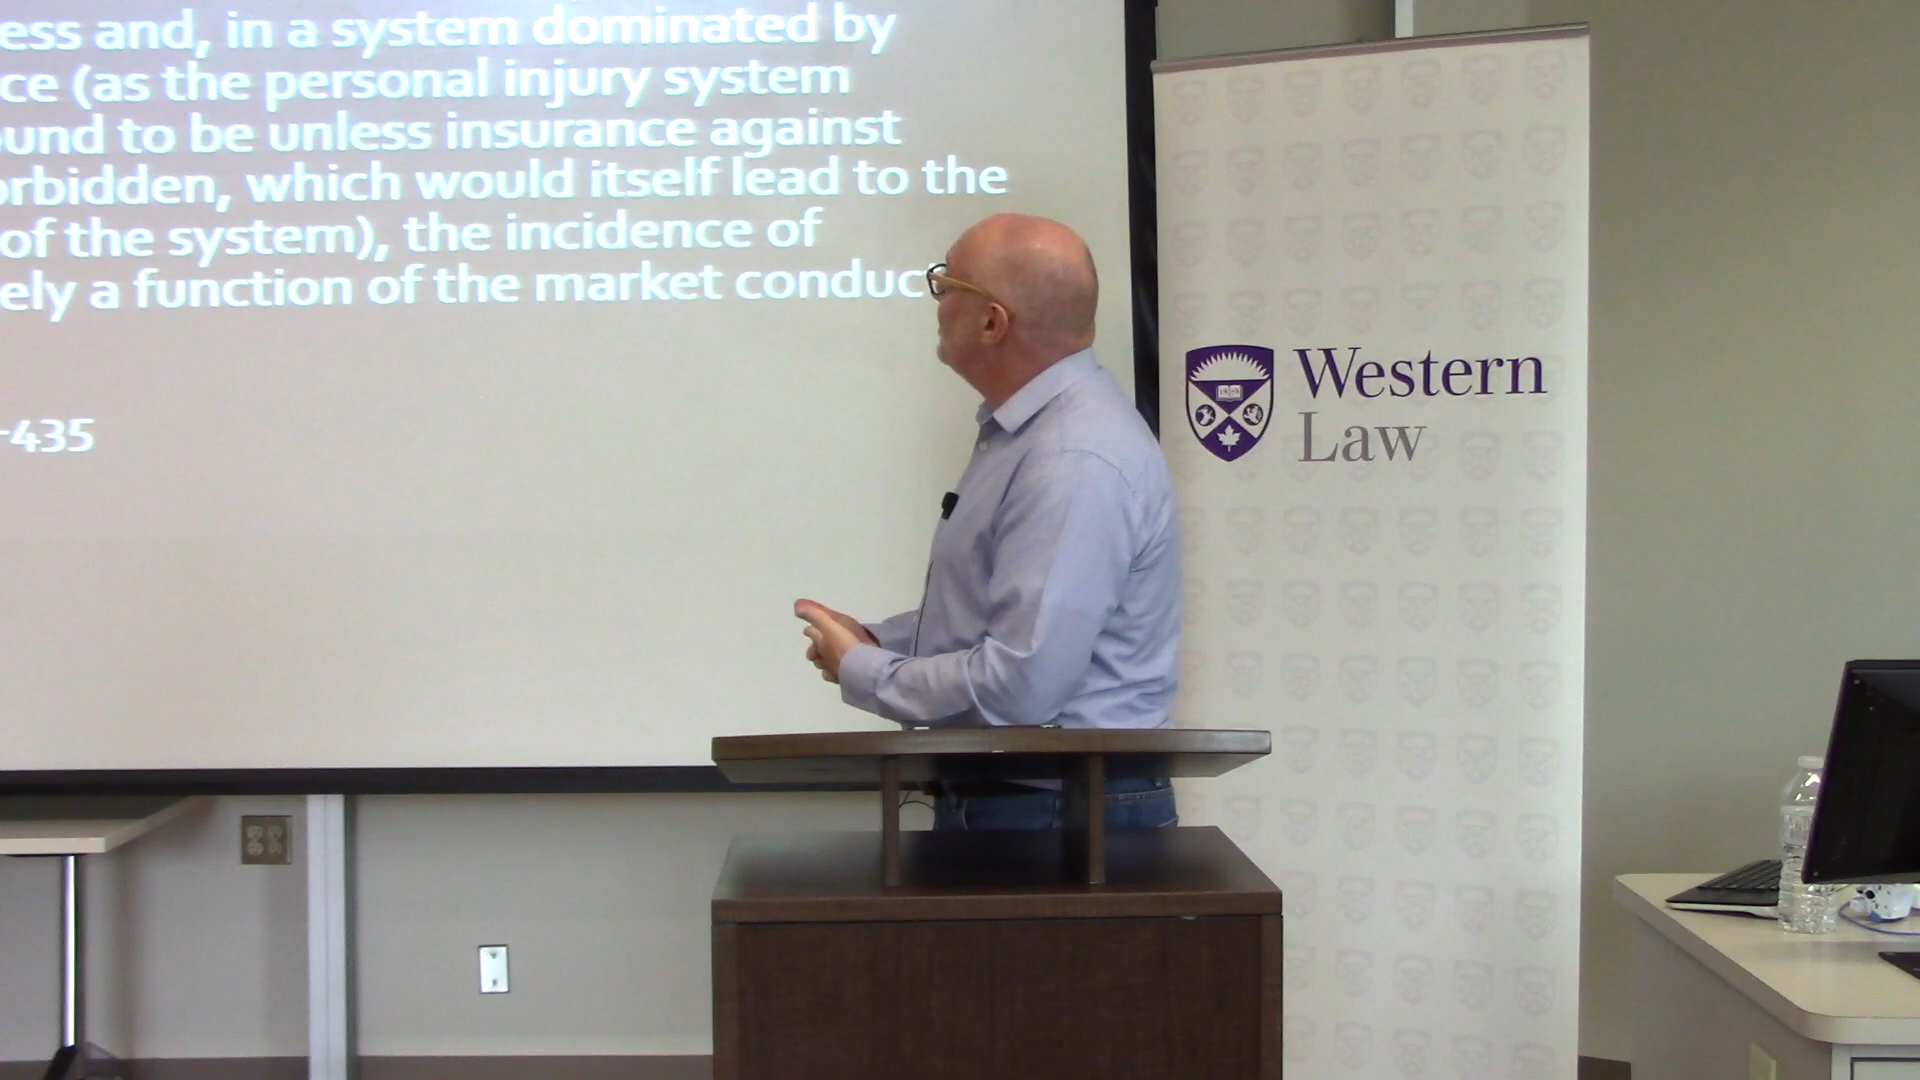 ess and, in a system dominated by
ce (as the personal injury system
ound to be unless insurance against
orbidden, which would itself lead to the
of the system), the incidence of
ely a function of the market conduc
-435
Western
Law